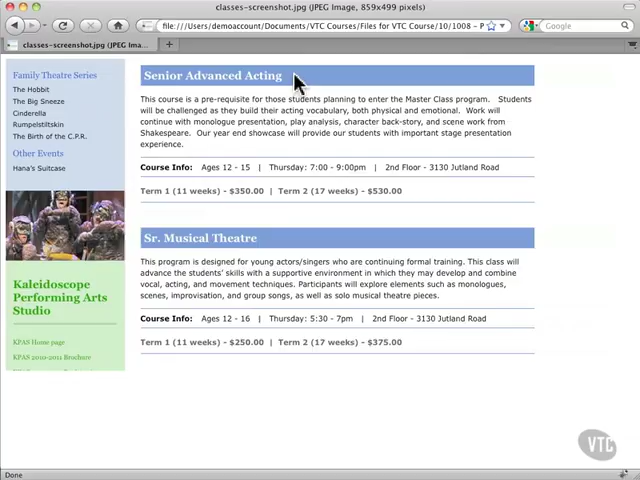 classes-screenshot.jpg (JPEG Image, 859x499 pixels)
file:///Users/demoaccount/Documents/VTC Courses/Files for VTC Course/10/1008 - P
Google
classes-screenshot.jpg (JPEG Ima...
Family Theatre Series
The Hobbit
The Big Sneeze
Cinderella
Rumpelstiltskin
The Birth of the C.P.R.
Other Events
Hana's Suitcase
Kaleidoscope
Performing Arts
Studio
KPAS Home page
KPAS 2010-2011 Brochure
Senior Advanced Acting
This course is a pre-requisite for those students planning to enter the Master Class program. Students
will be challenged as they build their acting vocabulary, both physical and emotional. Work will
continue with monologue presentation, play analysis, character back-story, and scene work from
Shakespeare. Our year end showcase will provide our students with important stage presentation
experience.
Course Info: Ages 12 - 15 | Thursday: 7:00 - 9:00pm | 2nd Floor - 3130 Jutland Road
Term 1 (11 weeks) - $350.00 | Term 2 (17 weeks) - $530.00
Sr. Musical Theatre
This program is designed for young actors/singers who are continuing formal training. This class will
advance the students' skills with a supportive environment in which they may develop and combine
vocal, acting, and movement techniques. Participants will explore elements such as monologues,
scenes, improvisation, and group songs, as well as solo musical theatre pieces.
Course Info: Ages 12 - 16 | Thursday: 5:30 - 7pm | 2nd Floor - 3130 Jutland Road
Term 1 (11 weeks) - $250.00 | Term 2 (17 weeks) - $375.00
VTC
Done